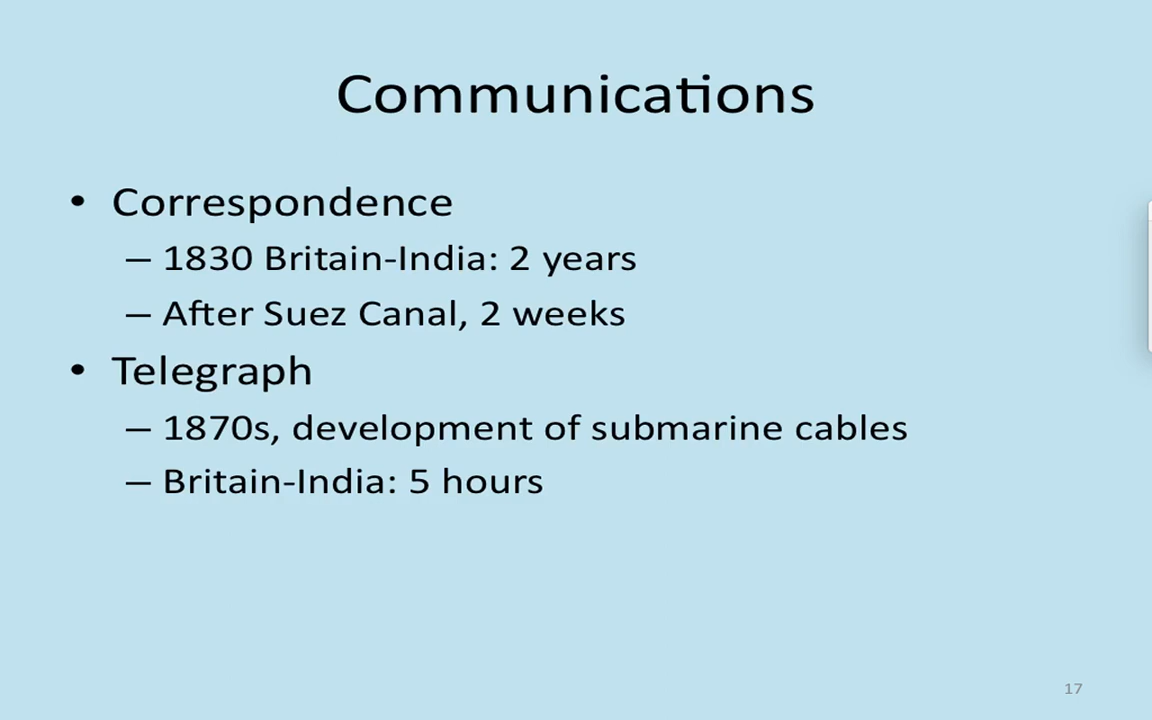 Communications
• Correspondence
– 1830 Britain-India: 2 years
– After Suez Canal, 2 weeks
• Telegraph
– 1870s, development of submarine cables
– Britain-India: 5 hours
17